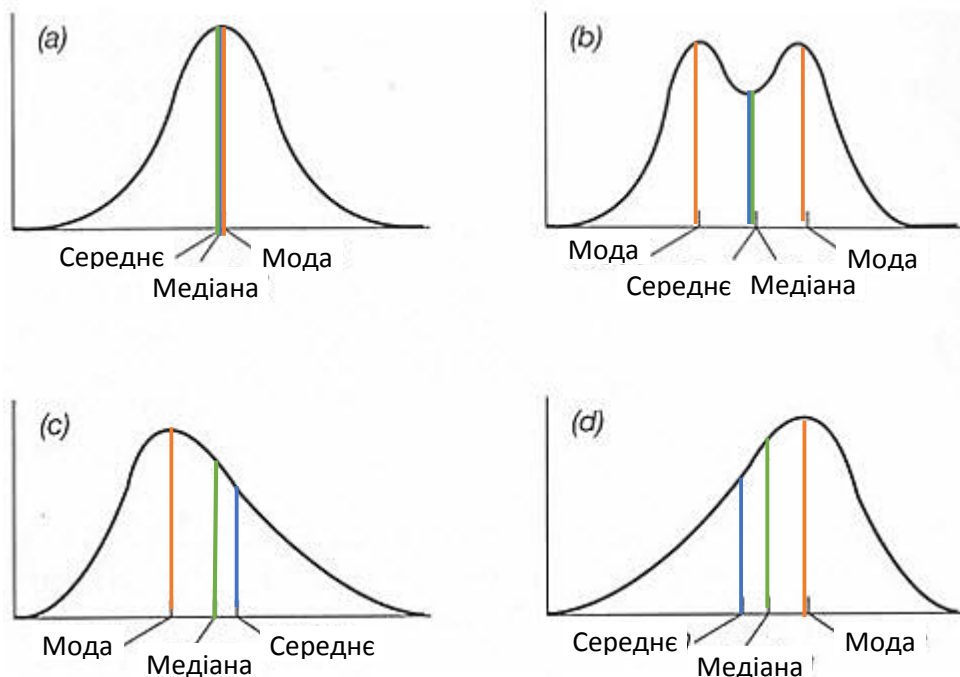 (a)
Середнє Мода
Медіана
(b)
Мода Мода
Середнє Медіана
(c)
Мода Середнє
Медіана
(d)
Середнє Мода
Медіана